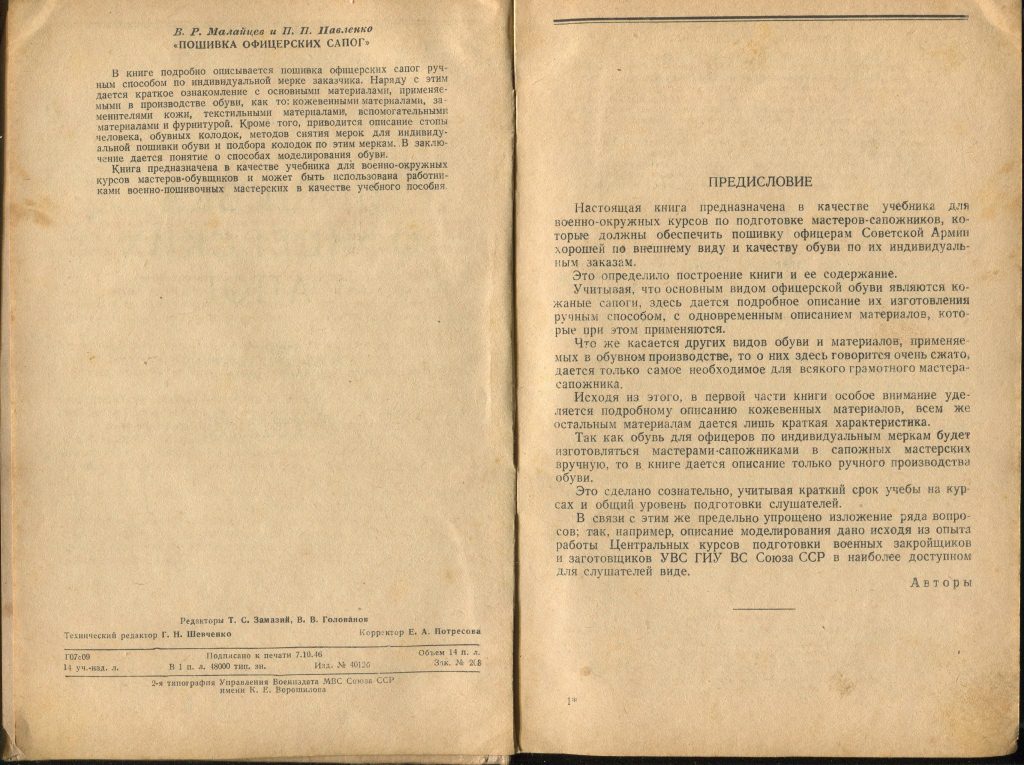 В. Р. Малайцев и П. П. Павленко
«ПОШИВКА ОФИЦЕРСКИХ САПОГ»
В книге подробно описывается пошивка офицерских сапог руч-
ным способом по индивидуальной мерке заказчика. Наряду с этим
дается краткое ознакомление с основными материалами, применяе-
мыми в производстве обуви, как то: кожевенными материалами, за-
менителями кожи, текстильными материалами, вспомогательными
материалами и фурнитурой. Кроме того, приводится описание стопы
человека, обувных колодок, методов снятия мерок для индивиду-
альной пошивки обуви и подбора колодок по этим меркам. В заклю-
чение дается понятие о способах моделирования обуви.
Книга предназначена в качестве учебника для военно-окружных
курсов мастеров-обувщиков и может быть использована работни-
ками военно-пошивочных мастерских в качестве учебного пособия.
Редакторы Т. С. Замазий, В. В. Голованов
Технический редактор Г. Н. Шевченко Корректор Е. А. Потресова
Г07609 Подписано к печати 7.10.46 Объем 14 п. л.
14 уч.-изд. л. В 1 п. л. 48000 тип. зн. Изд. № Зак. № 208
2-я типография Управления Воениздата МВС Союза ССР
имени К. Е. Ворошилова
ПРЕДИСЛОВИЕ
Настоящая книга предназначена в качестве учебника для
военно-окружных курсов по подготовке мастеров-сапожников, ко-
торые должны обеспечить пошивку офицерам Советской Армии
хорошей по внешнему виду и качеству обуви по их индивидуаль-
ным заказам.
Это определило построение книги и ее содержание.
Учитывая, что основным видом офицерской обуви являются ко-
жаные сапоги, здесь дается подробное описание их изготовления
ручным способом, с одновременным описанием материалов, кото-
рые при этом применяются.
Что же касается других видов обуви и материалов, применяе-
мых в обувном производстве, то о них здесь говорится очень сжато,
дается только самое необходимое для всякого грамотного мастера-
сапожника.
Исходя из этого, в первой части книги особое внимание уде-
ляется подробному описанию кожевенных материалов, всем же
остальным материалам дается лишь краткая характеристика.
Так как обувь для офицеров по индивидуальным меркам будет
изготовляться мастерами-сапожниками в сапожных мастерских
вручную, то в книге дается описание только ручного производства
обуви.
Это сделано сознательно, учитывая краткий срок учебы на кур-
сах и общий уровень подготовки слушателей.
В связи с этим же предельно упрощено изложение ряда вопро-
сов; так, например, описание моделирования дано исходя из опыта
работы Центральных курсов подготовки военных закройщиков
и заготовщиков УВС ГИУ ВС Союза ССР в наиболее доступном
для слушателей виде.
Авторы
1*